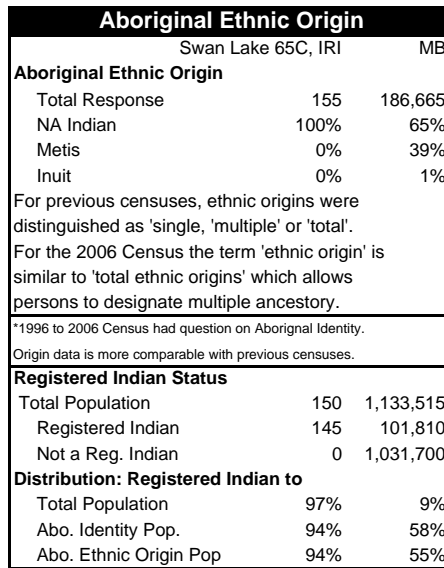 Aboriginal Ethnic Origin
Swan Lake 65C, IRI MB
Aboriginal Ethnic Origin
Total Response 155 186,665
NA Indian 100% 65%
Metis 0% 39%
Inuit 0% 1%
For previous censuses, ethnic origins were
distinguished as 'single, 'multiple' or 'total'.
For the 2006 Census the term 'ethnic origin' is
similar to 'total ethnic origins' which allows
persons to designate multiple ancestory.
*1996 to 2006 Census had question on Aborignal Identity.
Origin data is more comparable with previous censuses.
Registered Indian Status
Total Population 150 1,133,515
Registered Indian 145 101,810
Not a Reg. Indian 0 1,031,700
Distribution: Registered Indian to
Total Population 97% 9%
Abo. Identity Pop. 94% 58%
Abo. Ethnic Origin Pop 94% 55%